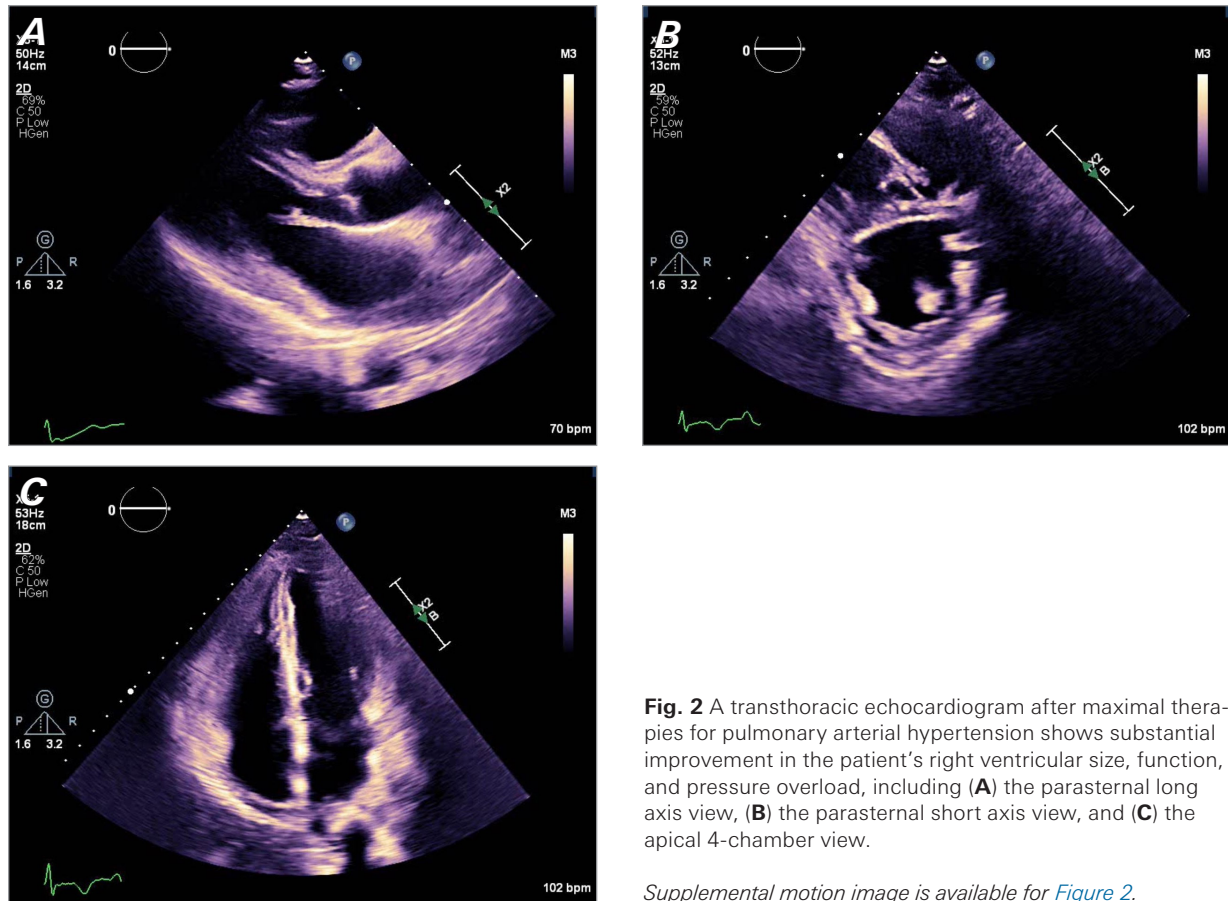 A
50Hz
14cm
0
P
M3
2D
69%
C 50
P Low
HGen
X2
G
P R
1.6 3.2
70 bpm
B
52Hz
13cm
0
P
M3
2D
59%
C 50
P Low
HGen
X2
B
G
P R
1.6 3.2
102 bpm
C
53Hz
18cm
0
P
M3
2D
62%
C 50
P Low
HGen
X2
B
G
P R
1.6 3.2
102 bpm
Fig. 2 A transthoracic echocardiogram after maximal thera-
pies for pulmonary arterial hypertension shows substantial
improvement in the patient's right ventricular size, function,
and pressure overload, including (A) the parasternal long
axis view, (B) the parasternal short axis view, and (C) the
apical 4-chamber view.
Supplemental motion image is available for Figure 2.